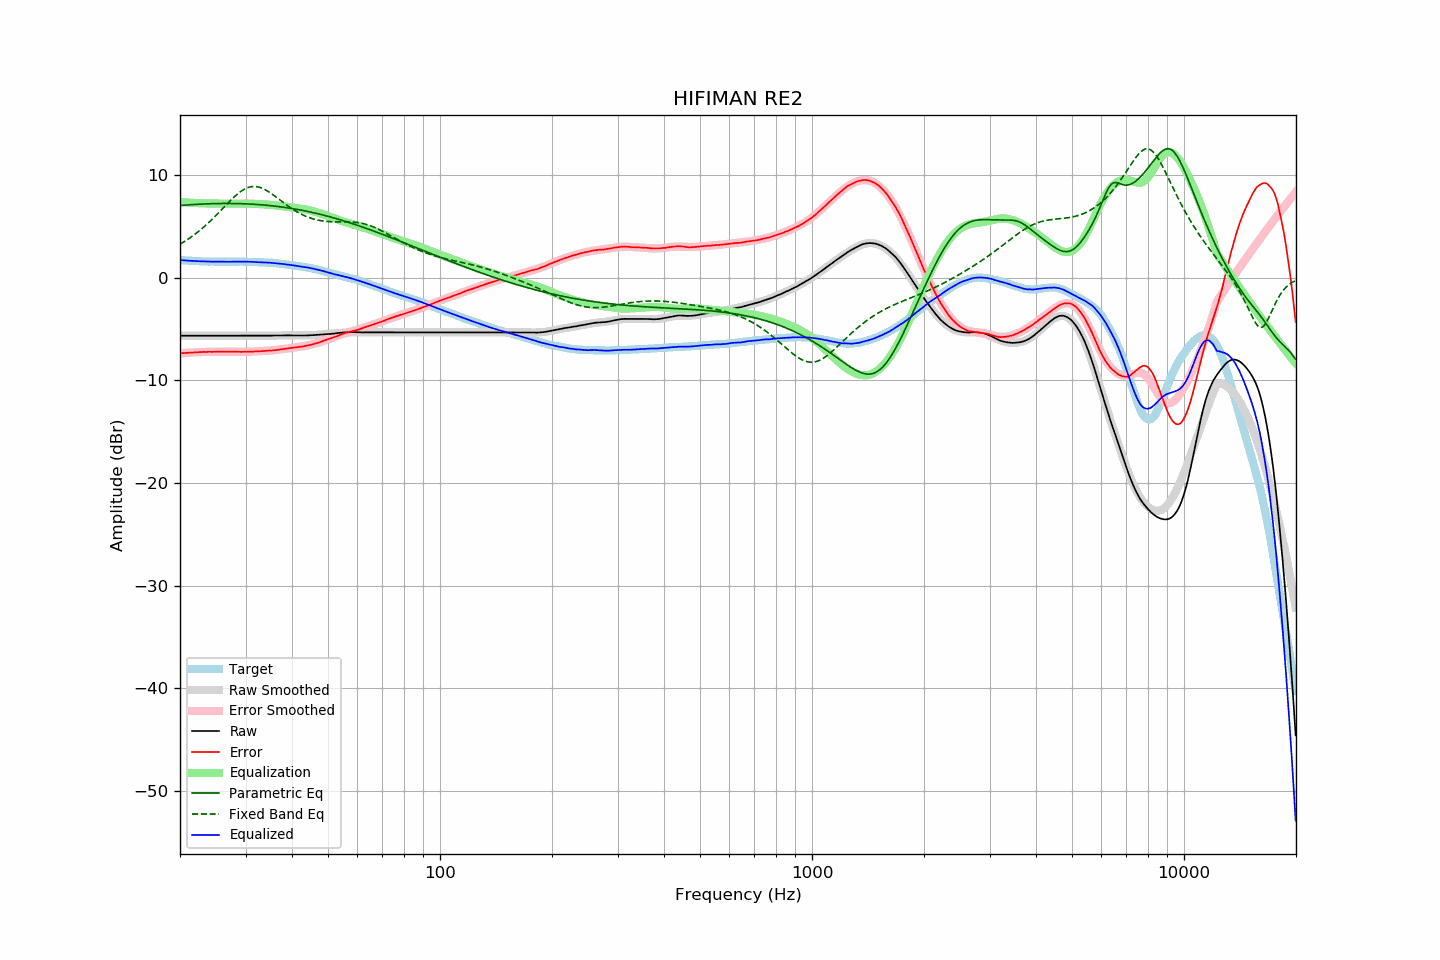 HIFIMAN RE2
Amplitude (dBr)
10
0
−10
−20
−30
−40
−50
Target
Raw Smoothed
Error Smoothed
Raw
Error
Equalization
Parametric Eq
Fixed Band Eq
Equalized
100
1000
10000
Frequency (Hz)